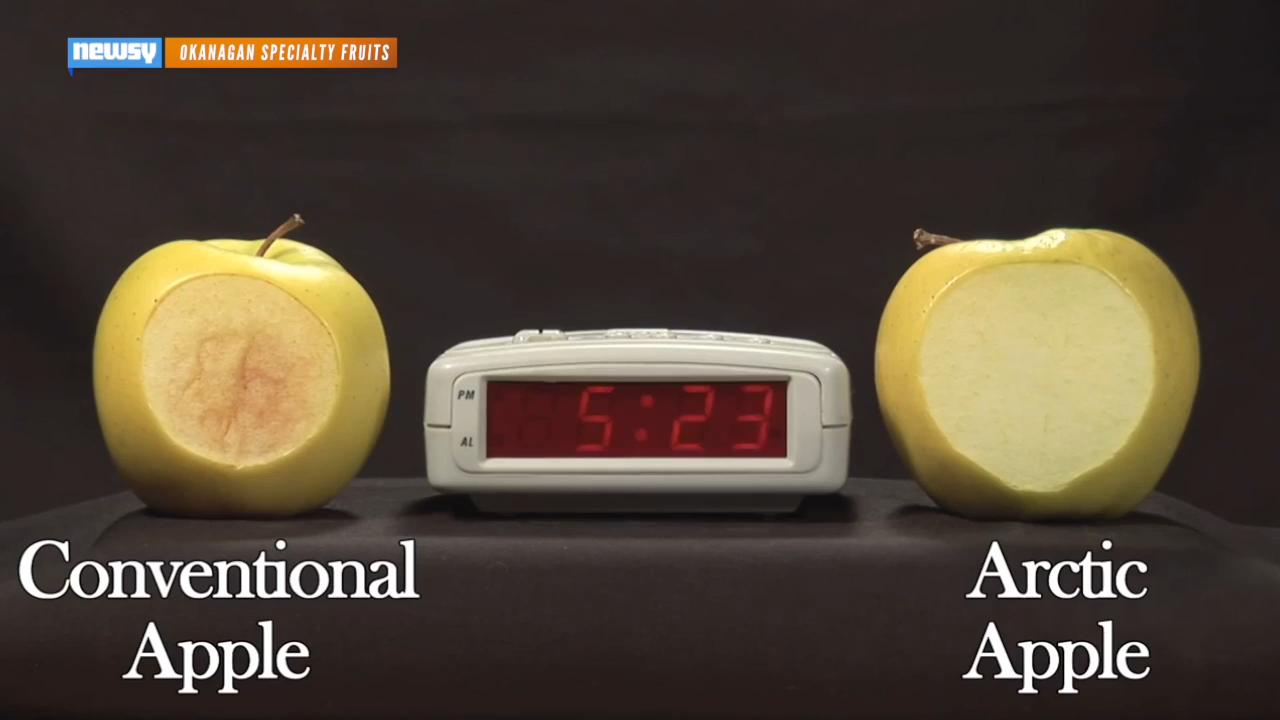 newsy OKANAGAN SPECIALTY FRUITS
PM
AL
5:23
Conventional
Apple
Arctic
Apple